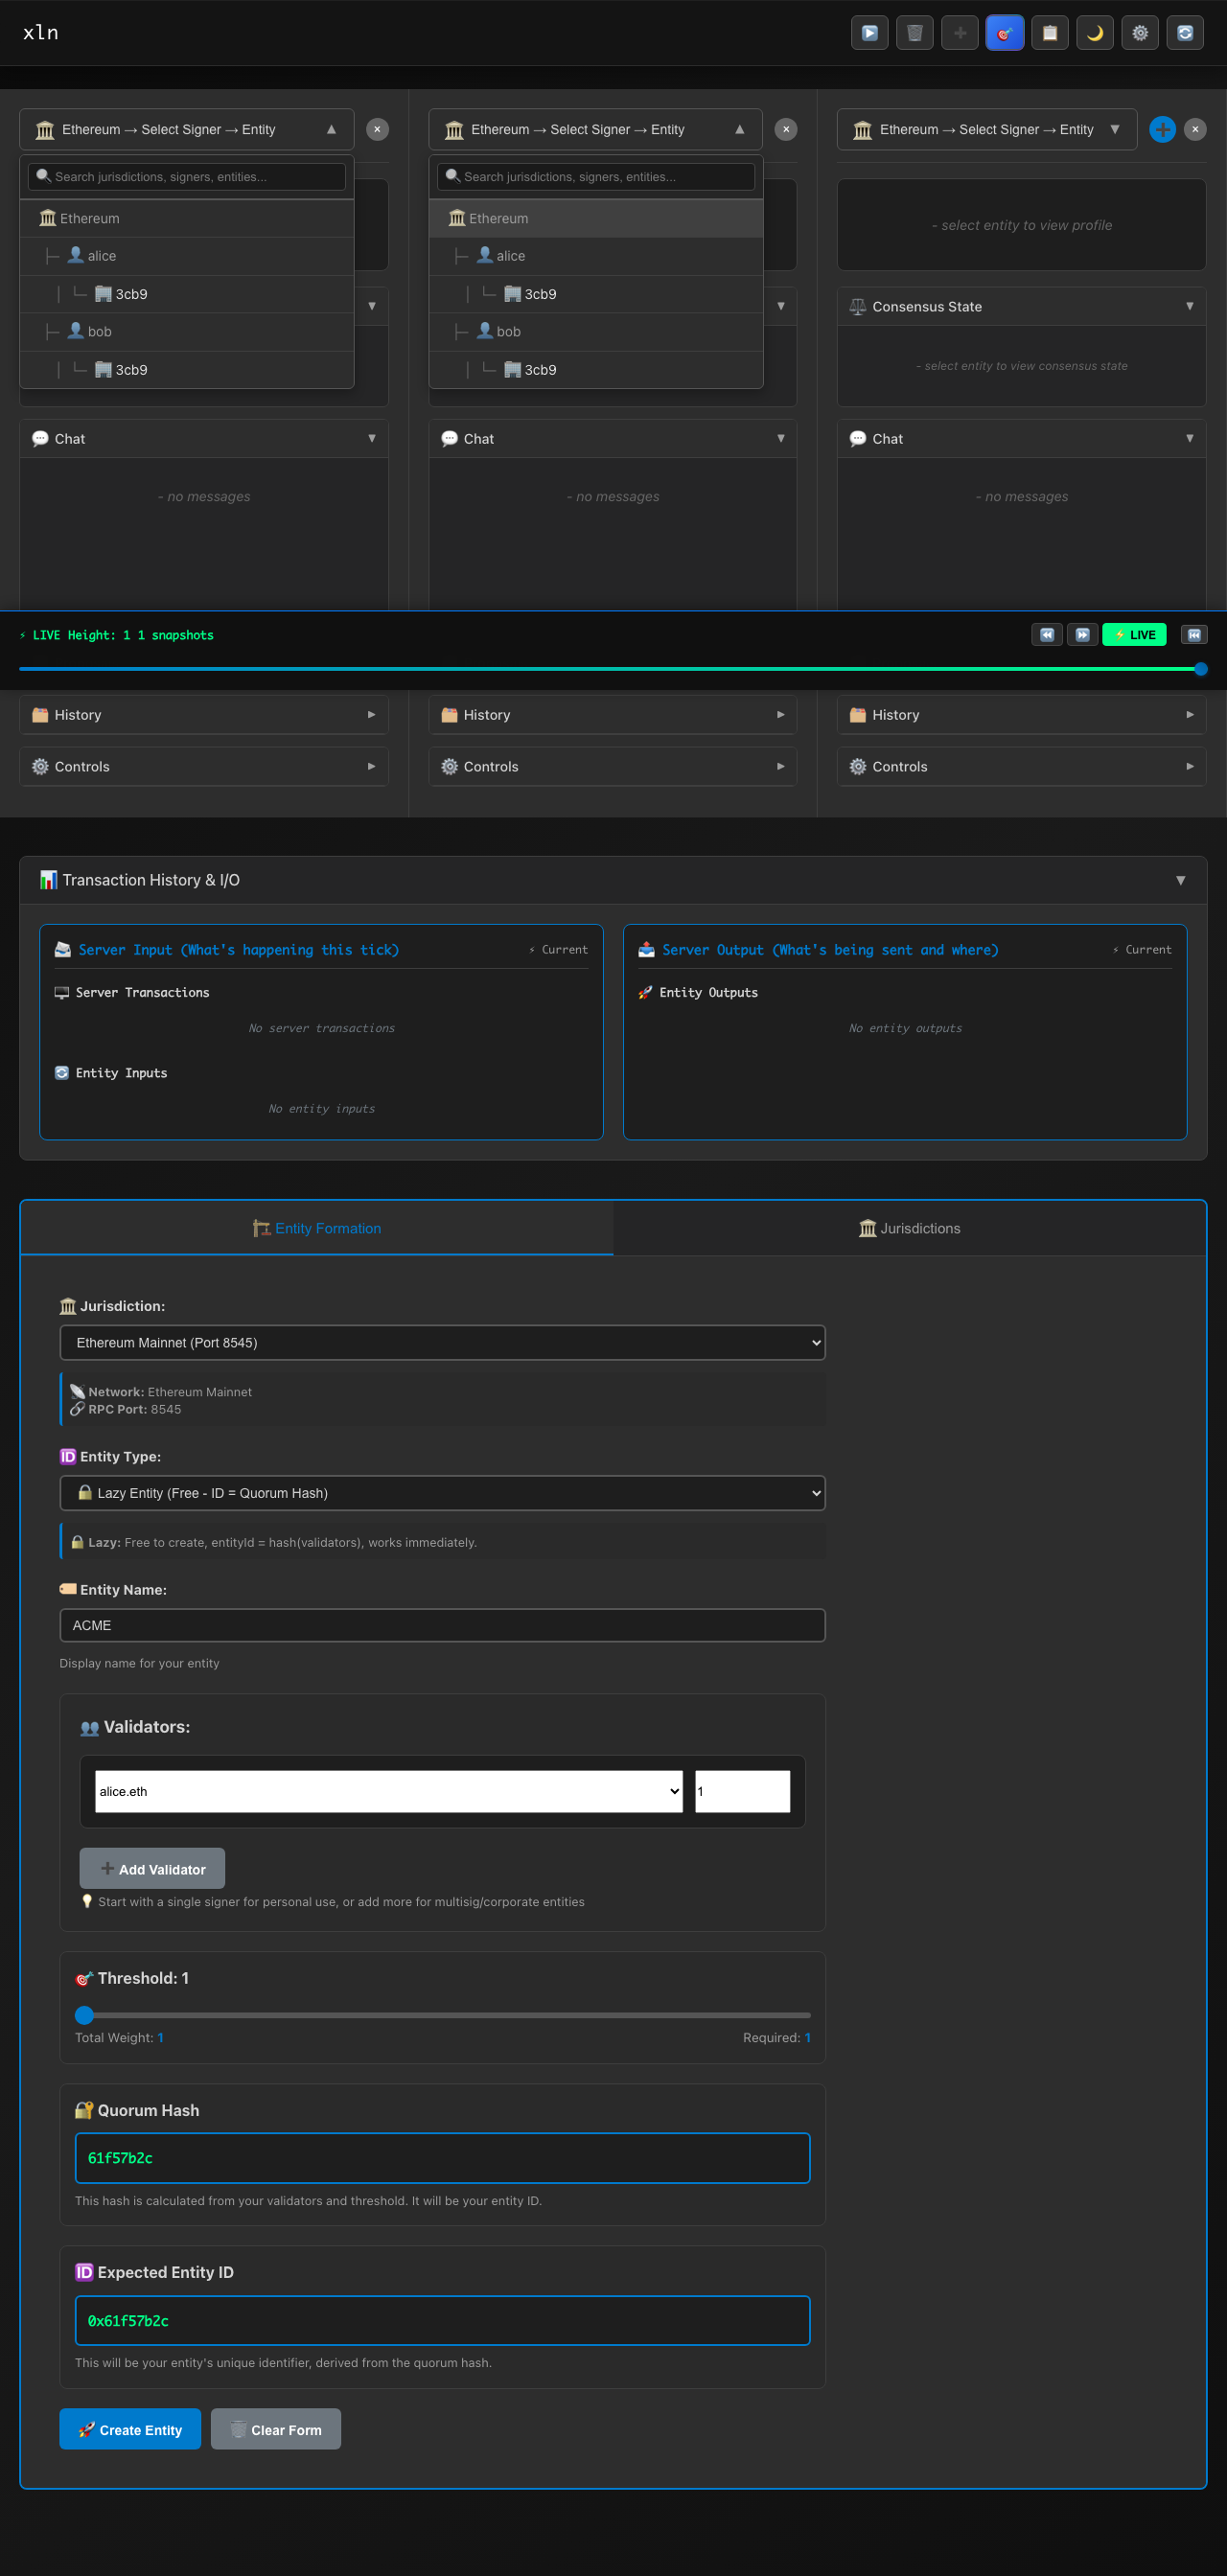 xln
Ethereum → Select Signer → Entity
Search jurisdictions, signers, entities...
Ethereum
alice
3cb9
bob
3cb9
Chat
- no messages
Ethereum → Select Signer → Entity
Search jurisdictions, signers, entities...
Ethereum
alice
3cb9
bob
3cb9
Chat
- no messages
Ethereum → Select Signer → Entity
- select entity to view profile
Consensus State
- select entity to view consensus state
Chat
- no messages
LIVE Height: 1 1 snapshots
LIVE
History
History
History
Controls
Controls
Controls
Transaction History & I/O
Server Input (What's happening this tick)
Current
Server Transactions
No server transactions
Entity Inputs
No entity inputs
Server Output (What's being sent and where)
Current
Entity Outputs
No entity outputs
Entity Formation
Jurisdictions
Jurisdiction:
Ethereum Mainnet (Port 8545)
Network: Ethereum Mainnet
RPC Port: 8545
Entity Type:
Lazy Entity (Free - ID = Quorum Hash)
Lazy: Free to create, entityId = hash(validators), works immediately.
Entity Name:
ACME
Display name for your entity
Validators:
alice.eth
1
Add Validator
Start with a single signer for personal use, or add more for multisig/corporate entities
Threshold: 1
Total Weight: 1
Required: 1
Quorum Hash
61f57b2c
This hash is calculated from your validators and threshold. It will be your entity ID.
Expected Entity ID
0x61f57b2c
This will be your entity's unique identifier, derived from the quorum hash.
Create Entity
Clear Form